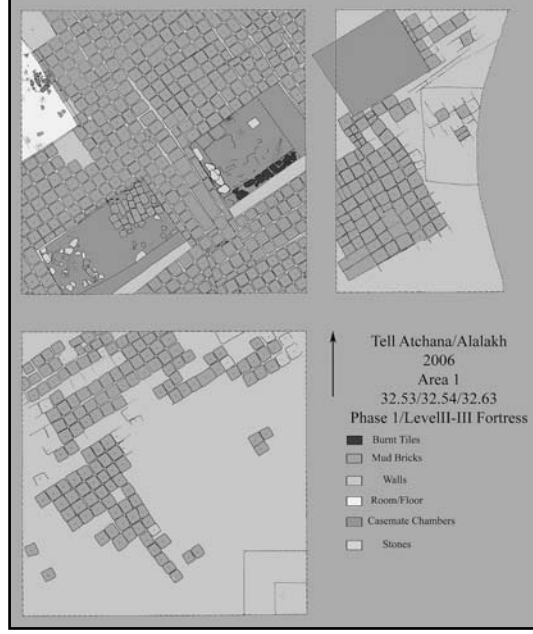 Tell Atchana/Alalakh
2006
Area 1
32.53/32.54/32.63
Phase 1/LevelII-III Fortress
Burnt Tiles
Mud Bricks
Walls
Room/Floor
Casemate Chambers
Stones